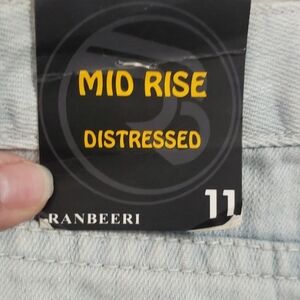 MID RISE
DISTRESSED
RANBEERI
11